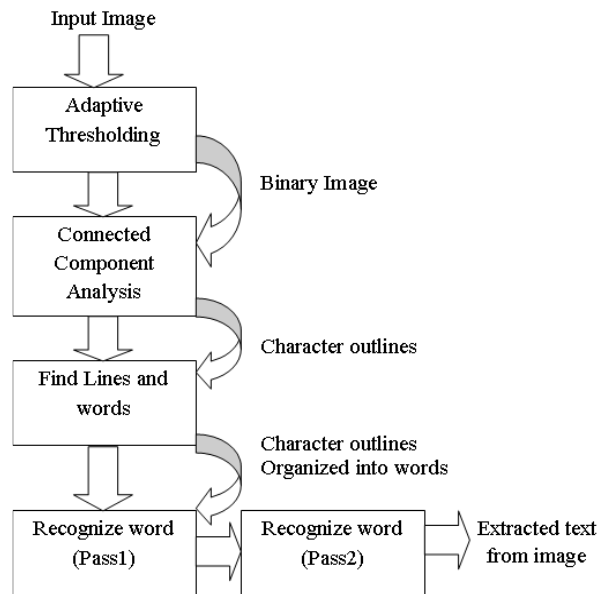 Input Image
Adaptive
Thresholding
Binary Image
Connected
Component
Analysis
Character outlines
Find Lines and
words
Character outlines
Organized into words
Recognize word
(Pass1)
Recognize word
(Pass2)
Extracted text
from image